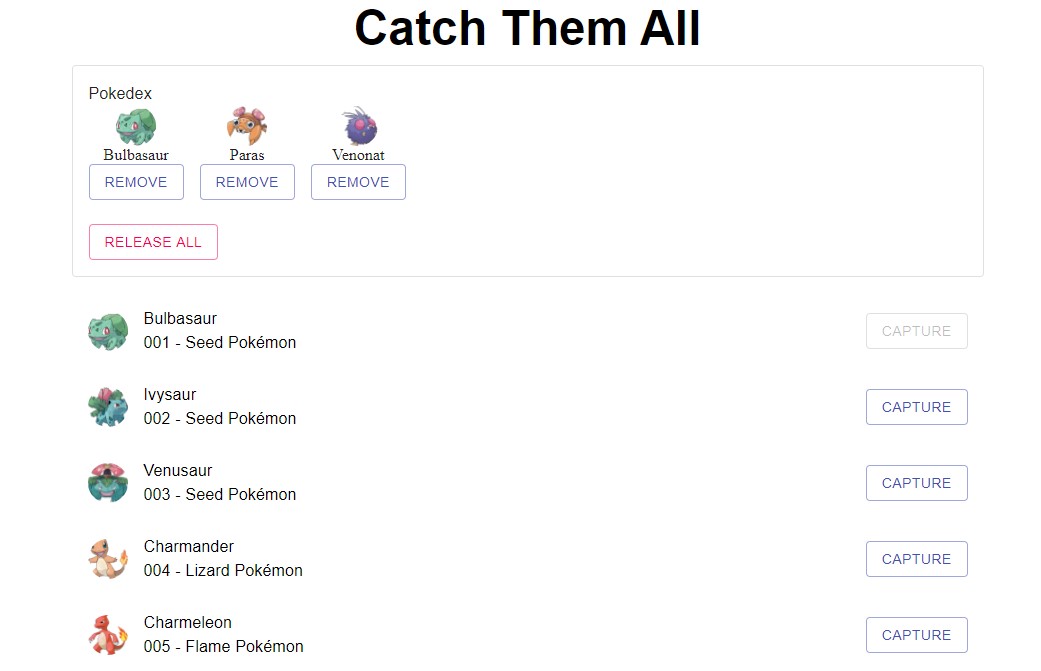 Catch Them All
Pokedex
Bulbasaur Paras Venonat
REMOVE REMOVE REMOVE
RELEASE ALL
Bulbasaur
001 - Seed Pokémon
CAPTURE
Ivysaur
002 - Seed Pokémon
CAPTURE
Venusaur
003 - Seed Pokémon
CAPTURE
Charmander
004 - Lizard Pokémon
CAPTURE
Charmeleon
005 - Flame Pokémon
CAPTURE